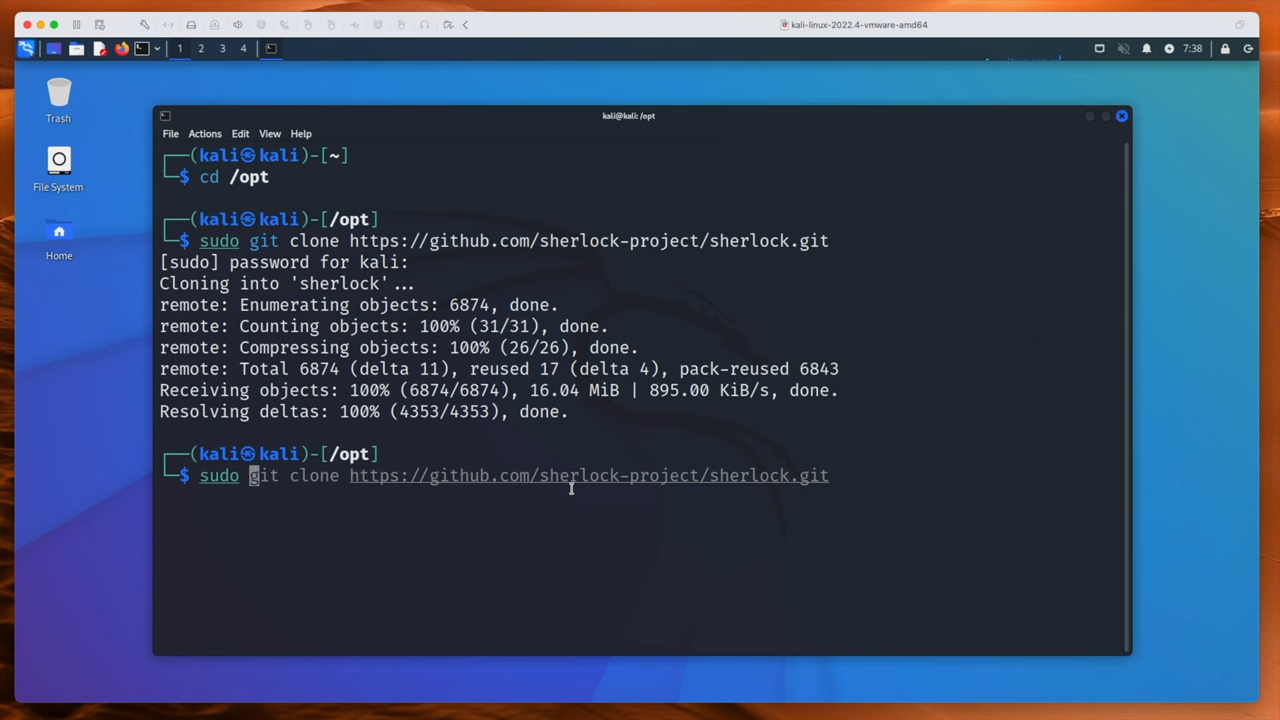 kali-linux-2022.4-vmware-amd64
1 2 3 4
7:38
Trash
File System
Home
kali@kali: /opt
File Actions Edit View Help
┌──(kali㉿kali)-[~]
└─$ cd /opt
┌──(kali㉿kali)-[/opt]
└─$ sudo git clone https://github.com/sherlock-project/sherlock.git
[sudo] password for kali:
Cloning into 'sherlock'...
remote: Enumerating objects: 6874, done.
remote: Counting objects: 100% (31/31), done.
remote: Compressing objects: 100% (26/26), done.
remote: Total 6874 (delta 11), reused 17 (delta 4), pack-reused 6843
Receiving objects: 100% (6874/6874), 16.04 MiB | 895.00 KiB/s, done.
Resolving deltas: 100% (4353/4353), done.
┌──(kali㉿kali)-[/opt]
└─$ sudo git clone https://github.com/sherlock-project/sherlock.git